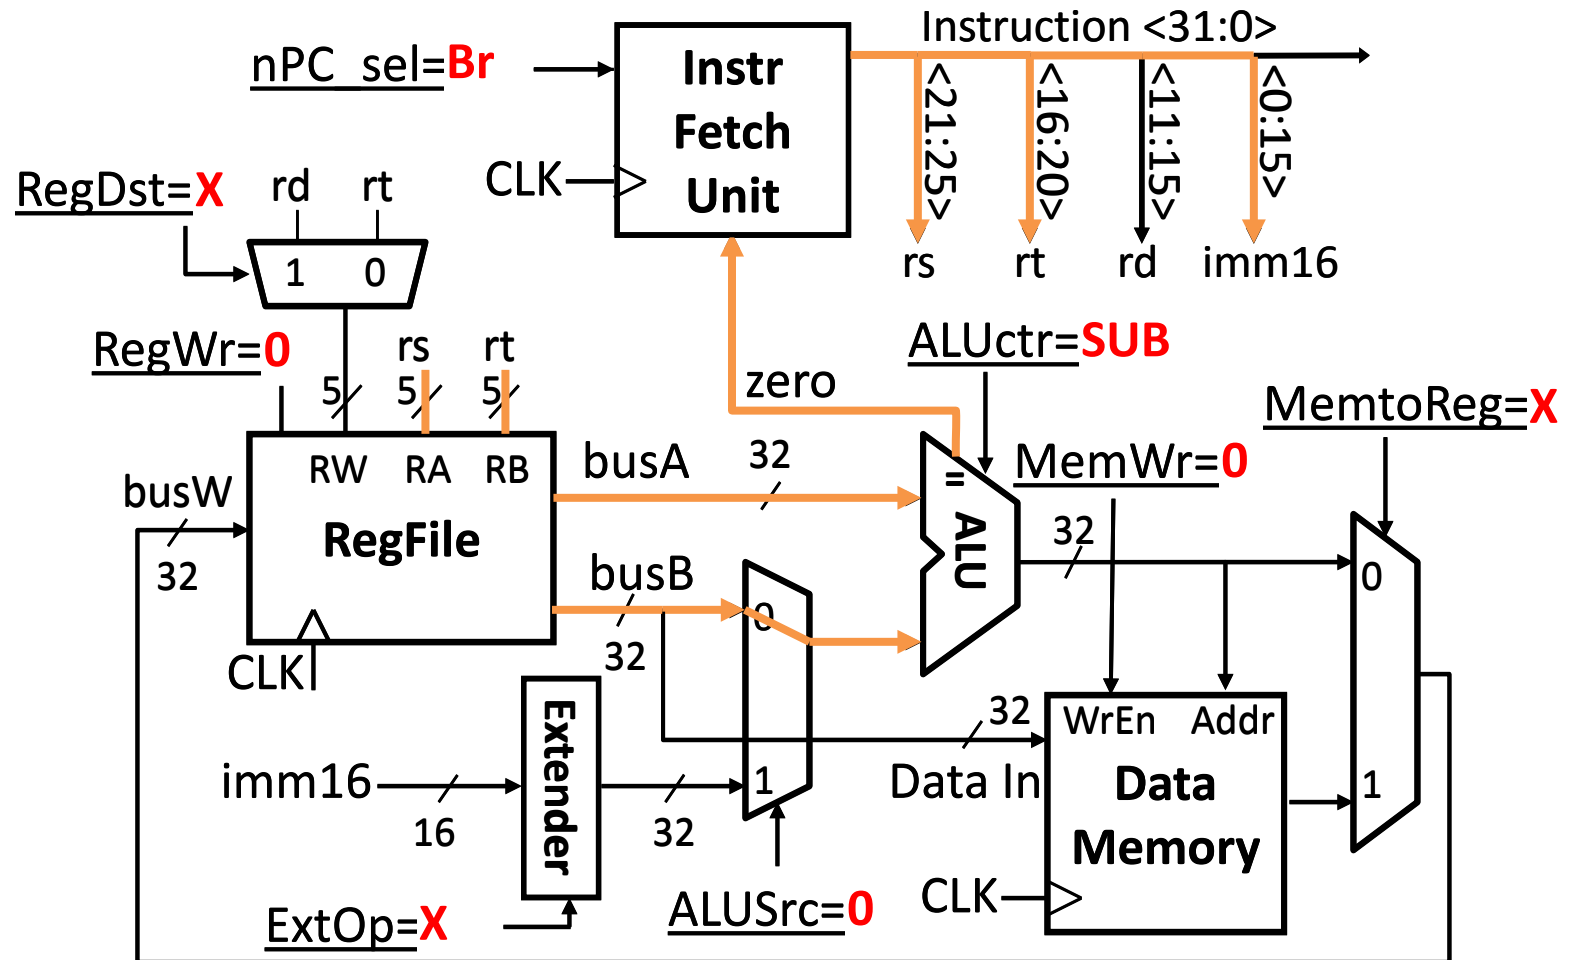 Instruction <31:0>
nPC_sel=Br
Instr
Fetch
Unit
CLK
<21:25>
<16:20>
<11:15>
<0:15>
rs
rt
rd
imm16
RegDst=X
rd
rt
1
0
RegWr=0
5
rs
5
rt
5
zero
ALUctr=SUB
MemtoReg=X
MemWr=0
busW
32
RW
RA
RB
RegFile
CLK
busA
32
busB
32
=
ALU
32
0
1
0
1
imm16
16
Extender
32
ExtOp=X
ALUSrc=0
32
Data In
WrEn
Addr
Data
Memory
CLK